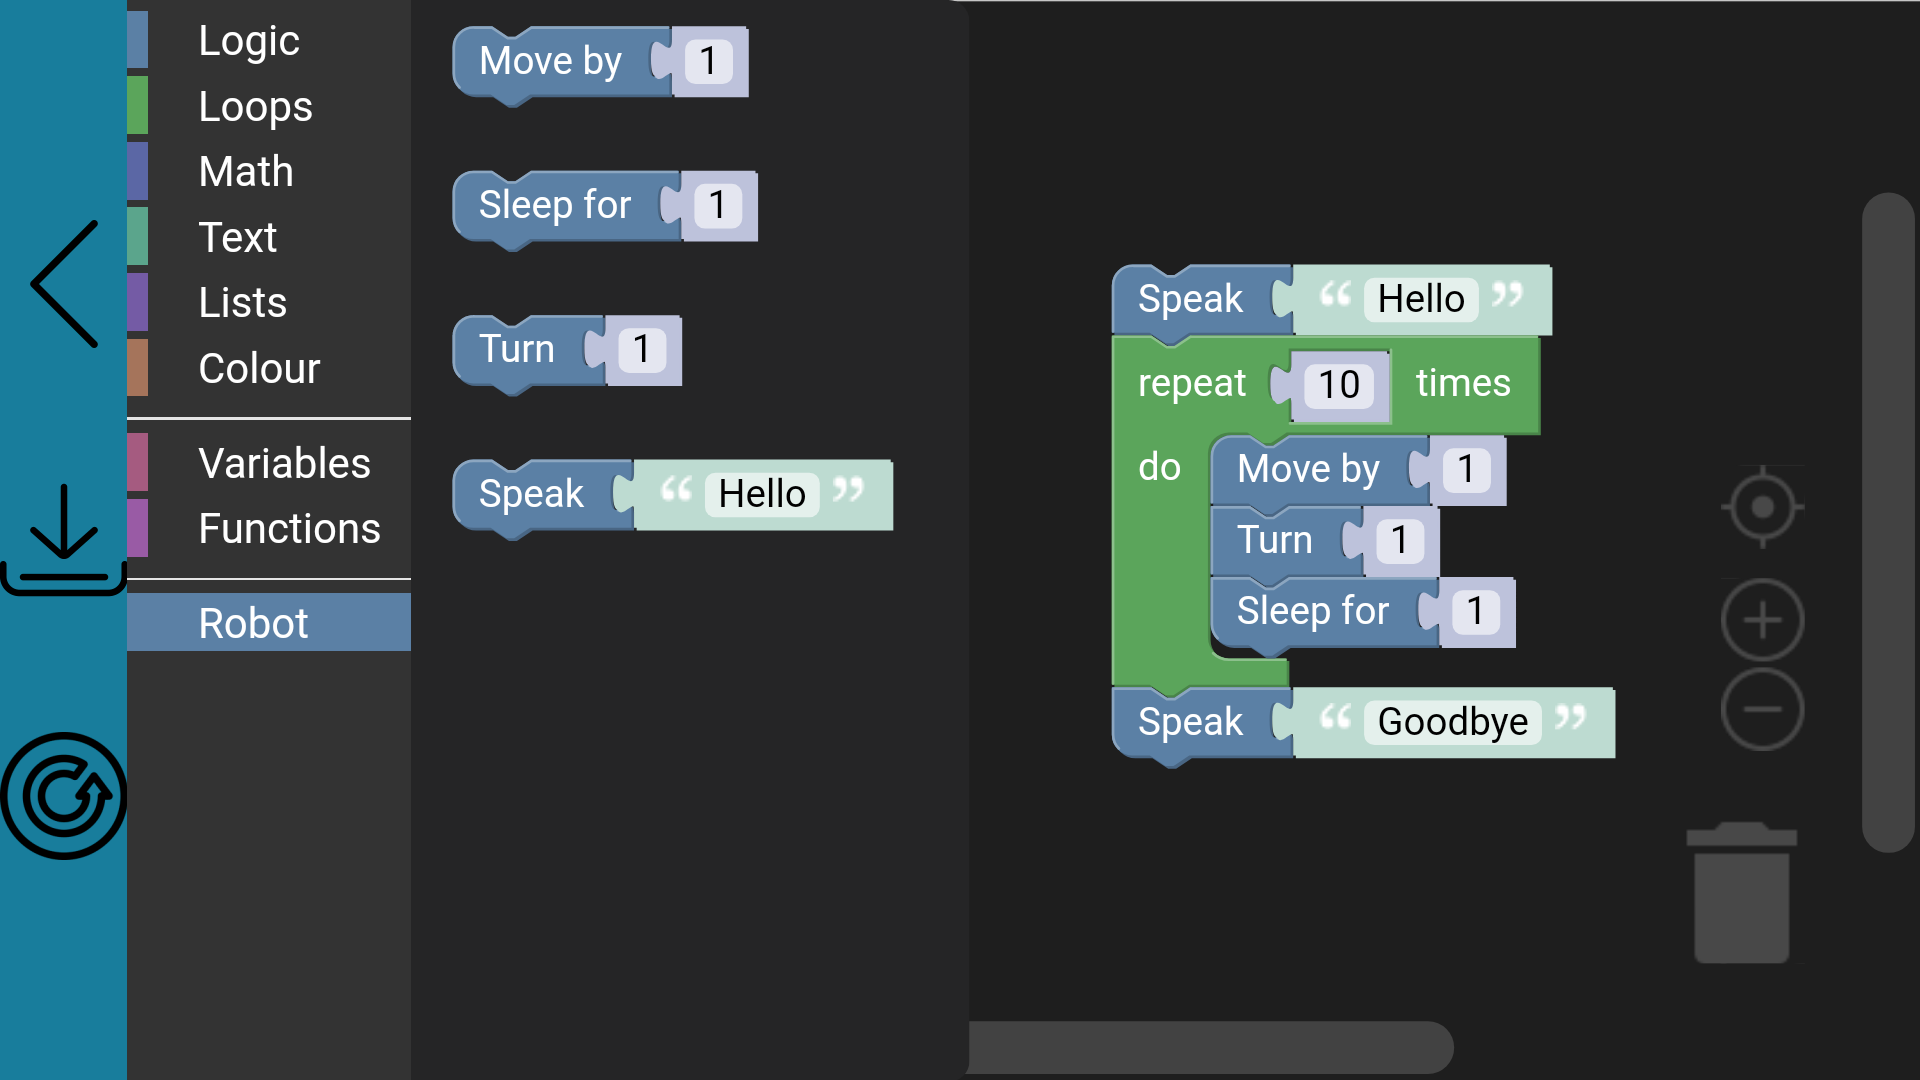 Logic
Loops
Math
Text
Lists
Colour
Variables
Functions
Robot
Move by 1
Sleep for 1
Turn 1
Speak “ Hello ”
Speak “ Hello ”
repeat 10 times
do Move by 1
Turn 1
Sleep for 1
Speak “ Goodbye ”